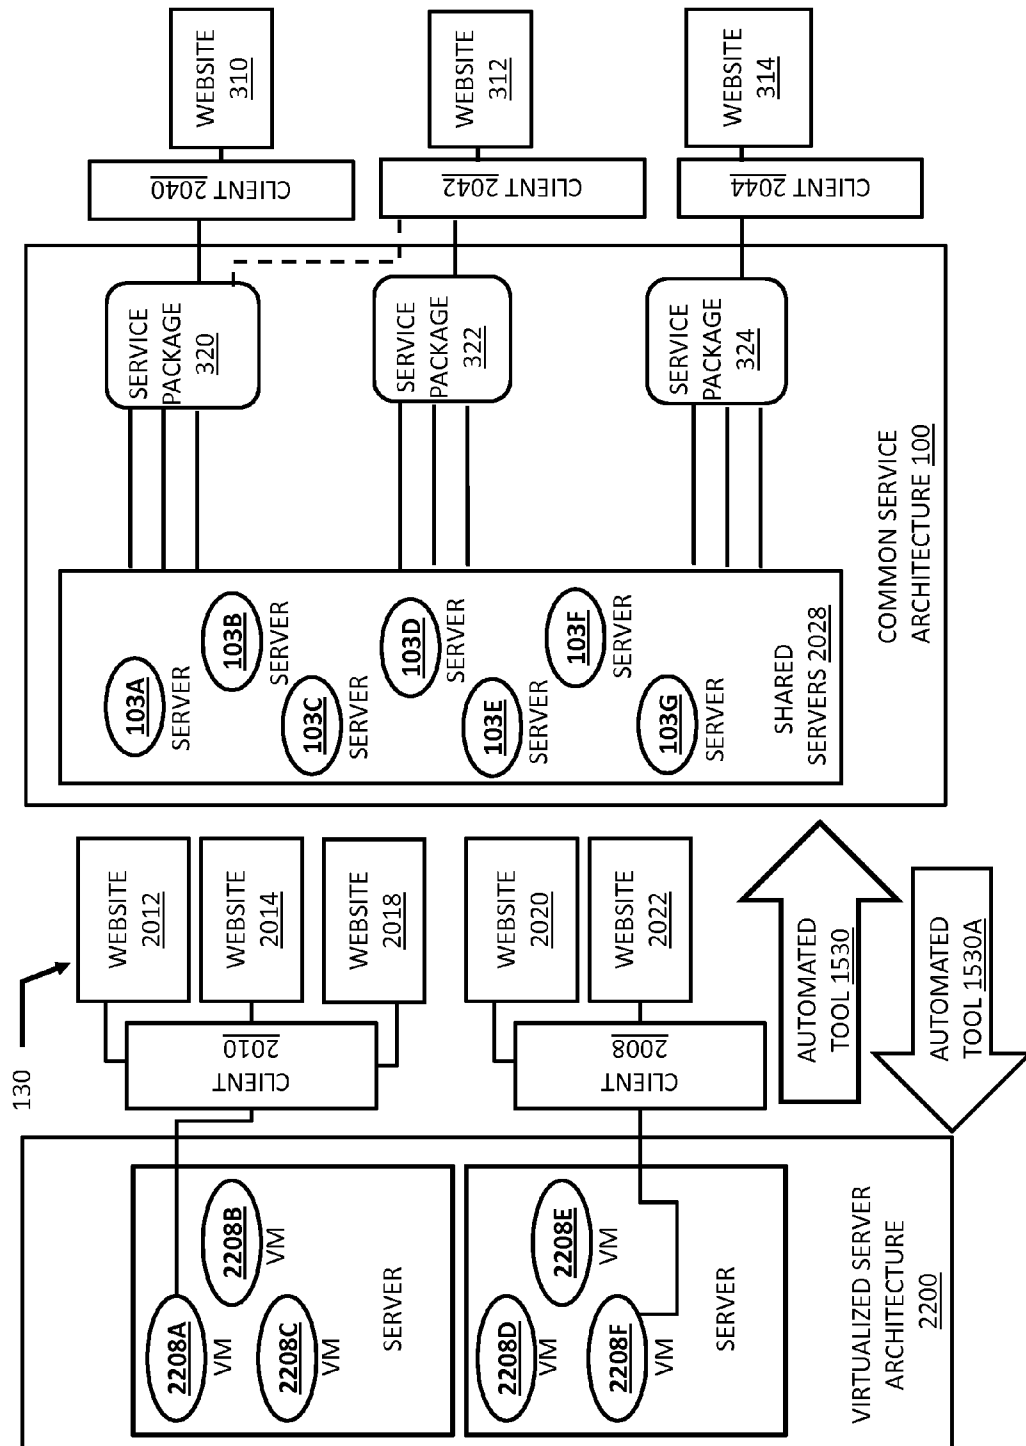 130
VIRTUALIZED SERVER
ARCHITECTURE
2200
2208A
VM
2208B
VM
2208C
VM
SERVER
2208D
VM
2208E
VM
2208F
VM
SERVER
CLIENT
2010
WEBSITE
2012
WEBSITE
2014
WEBSITE
2018
CLIENT
2008
WEBSITE
2020
WEBSITE
2022
AUTOMATED
TOOL 1530
AUTOMATED
TOOL 1530A
103A
SERVER
103B
SERVER
103C
SERVER
103D
SERVER
103E
SERVER
103F
SERVER
103G
SERVER
SHARED
SERVERS 2028
SERVICE
PACKAGE
320
SERVICE
PACKAGE
322
SERVICE
PACKAGE
324
COMMON SERVICE
ARCHITECTURE 100
CLIENT 2040
WEBSITE
310
CLIENT 2042
WEBSITE
312
CLIENT 2044
WEBSITE
314